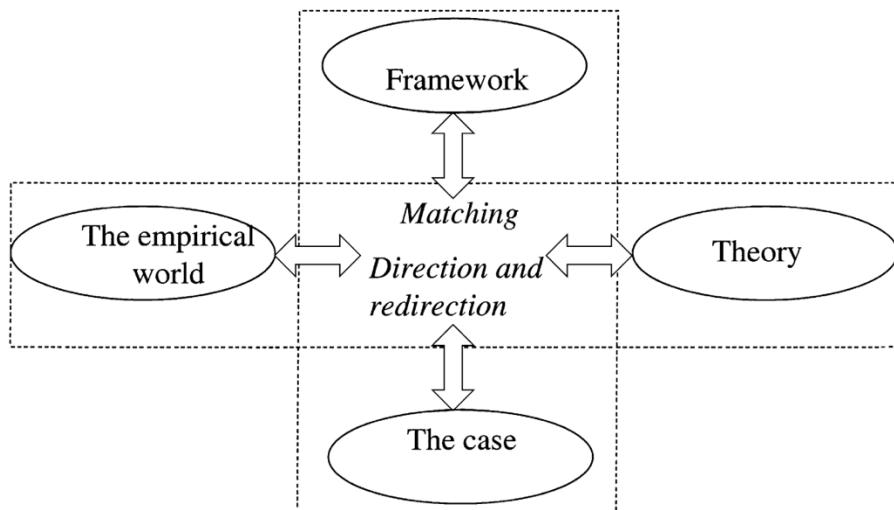 Framework
Matching
The empirical
world
Direction and
redirection
Theory
The case